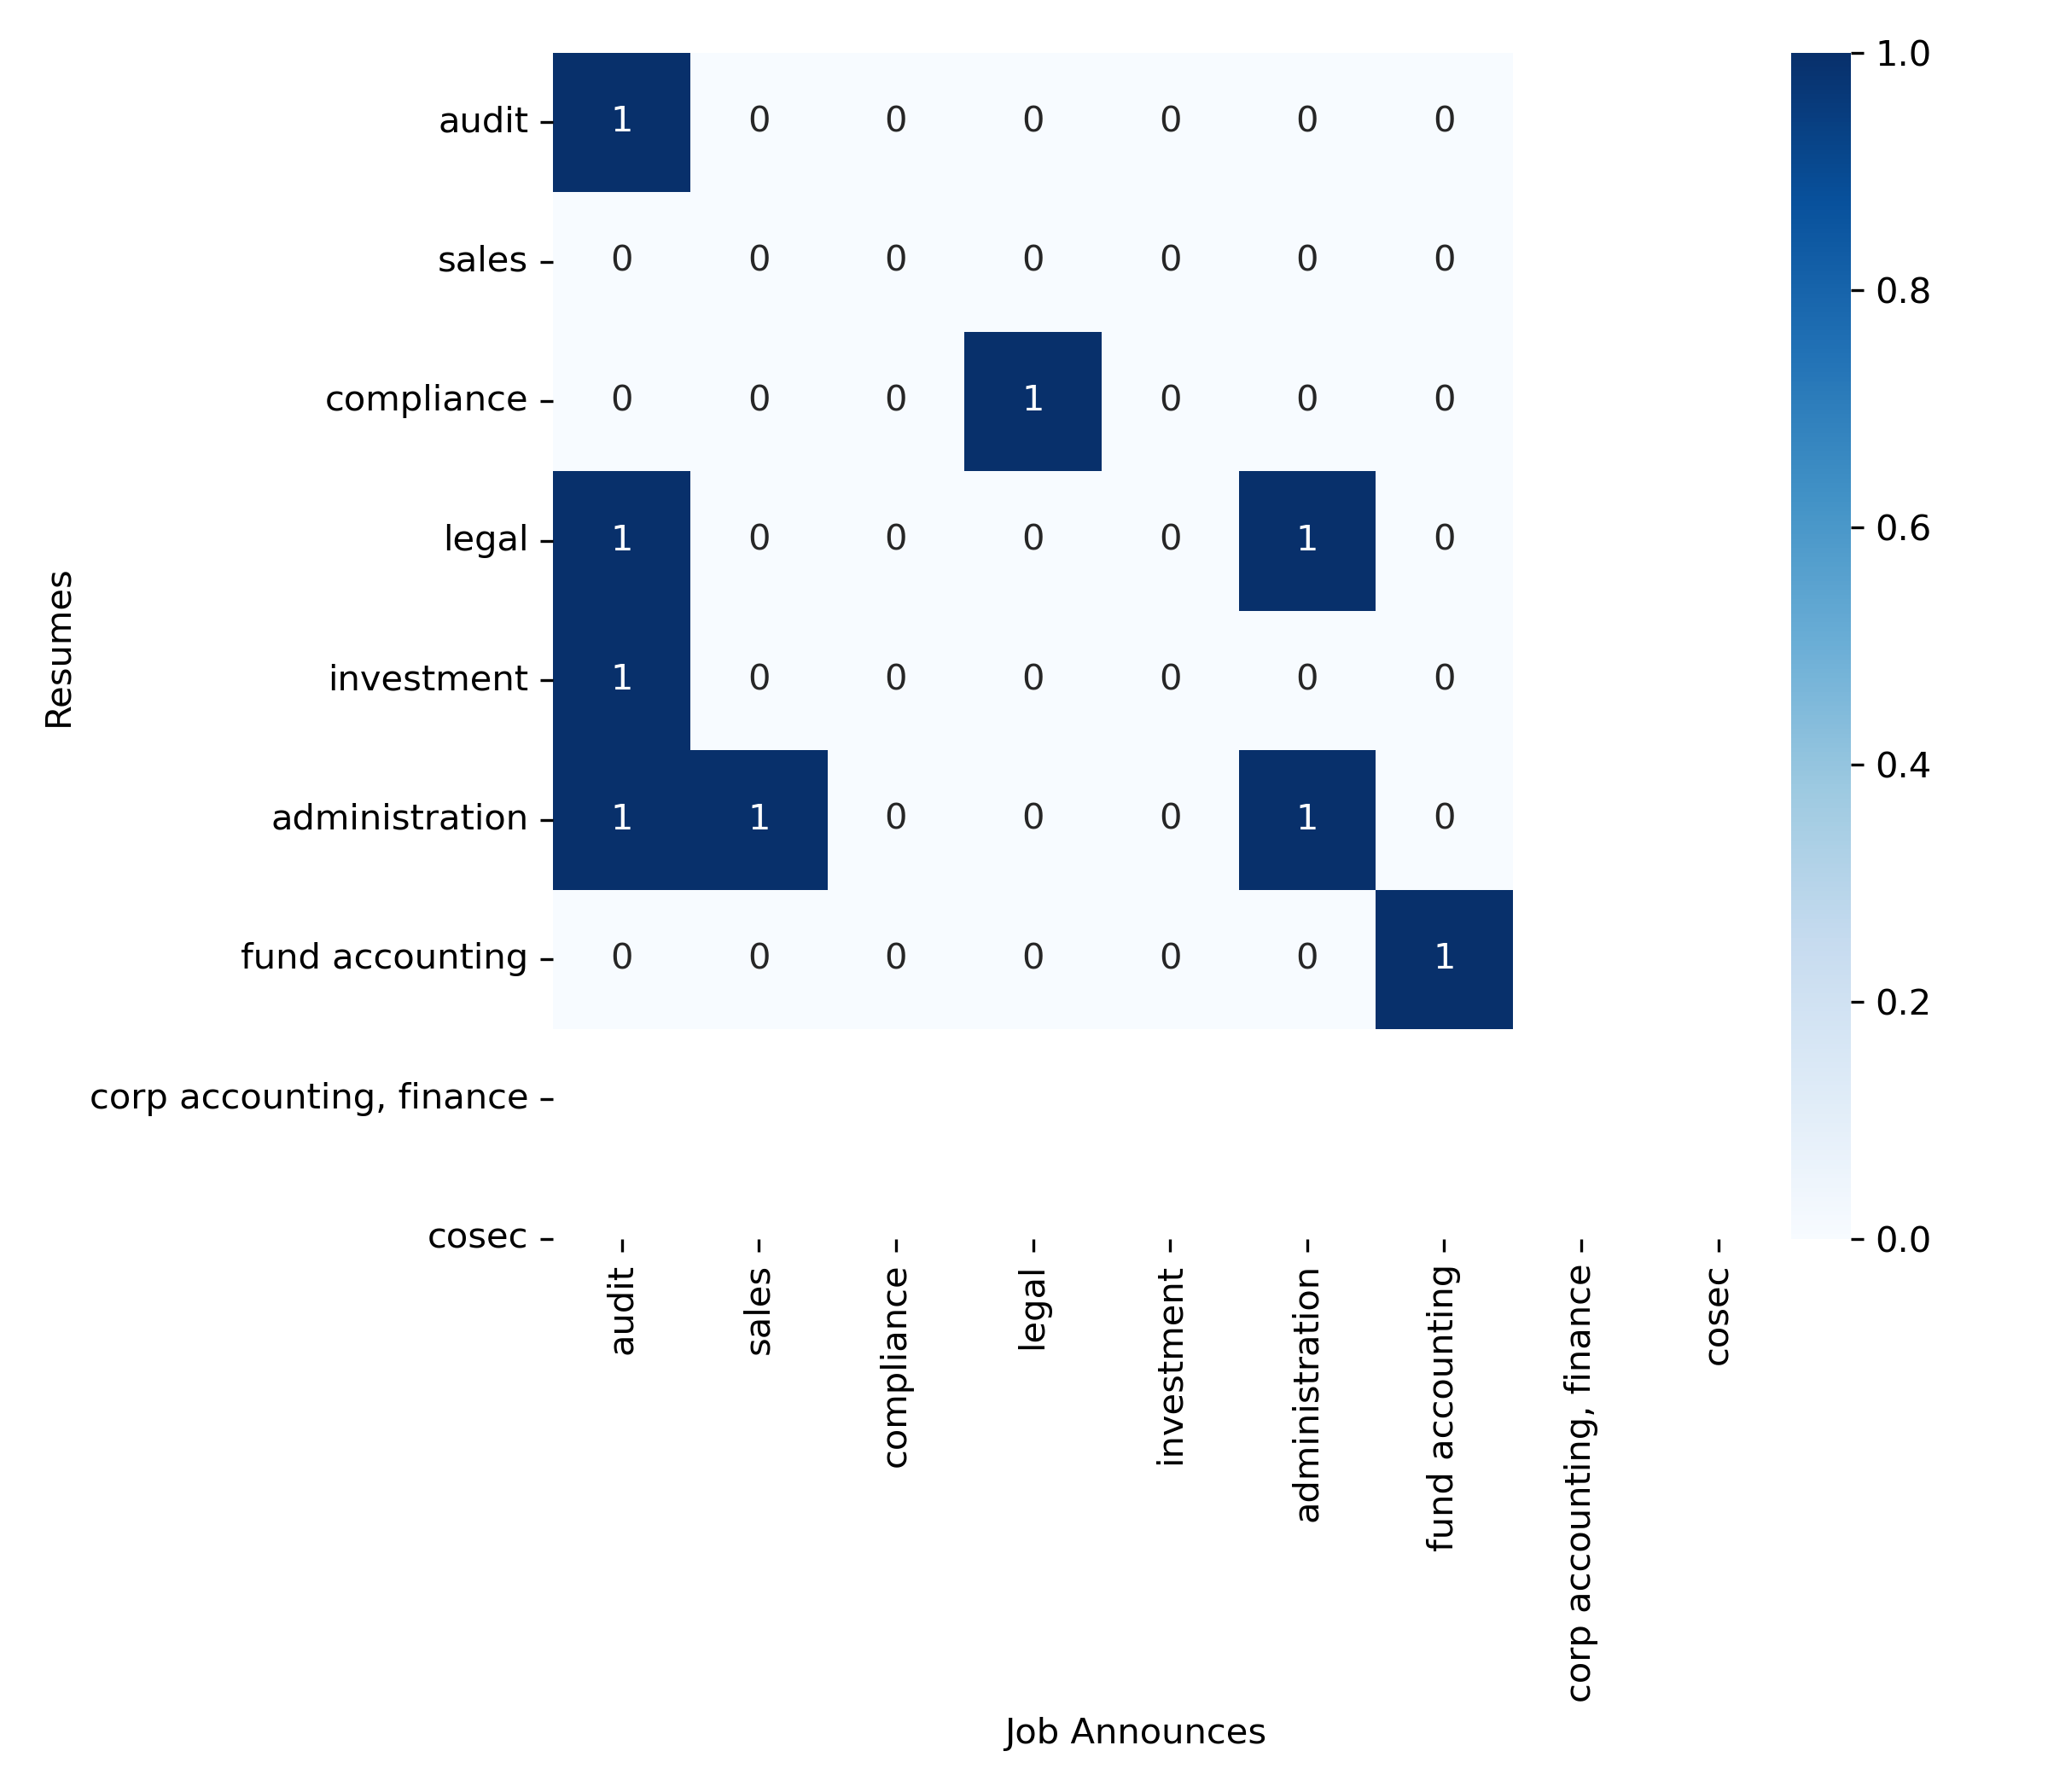 audit 1 0 0 0 0 0 0
sales 0 0 0 0 0 0 0
compliance 0 0 0 1 0 0 0
legal 1 0 0 0 0 1 0
investment 1 0 0 0 0 0 0
administration 1 1 0 0 0 1 0
fund accounting 0 0 0 0 0 0 1
corp accounting, finance
cosec
Resumes
audit
sales
compliance
legal
investment
administration
fund accounting
corp accounting, finance
cosec
Job Announces
1.0
0.8
0.6
0.4
0.2
0.0